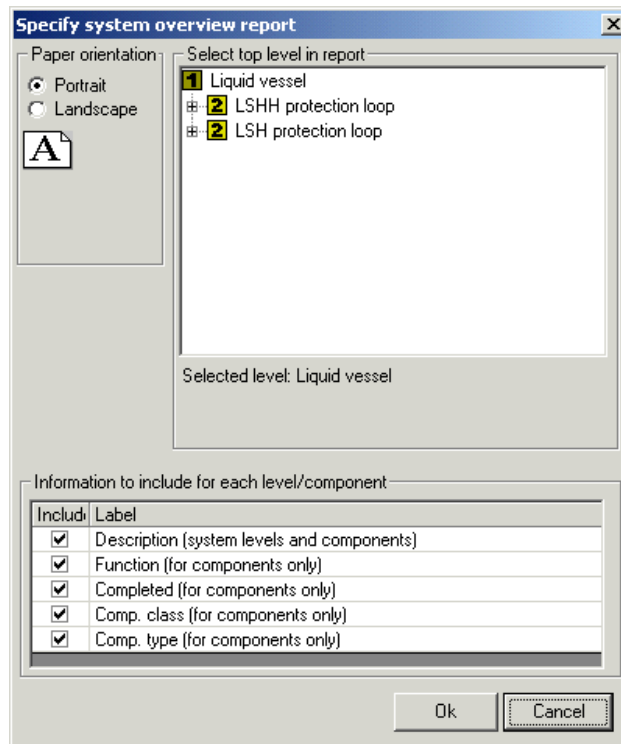 Specify system overview report
Paper orientation
Portrait
Landscape
A
Select top level in report
1 Liquid vessel
2 LSHH protection loop
2 LSH protection loop
Selected level: Liquid vessel
Information to include for each level/component
Includ Label
Description (system levels and components)
Function (for components only)
Completed (for components only)
Comp. class (for components only)
Comp. type (for components only)
Ok Cancel